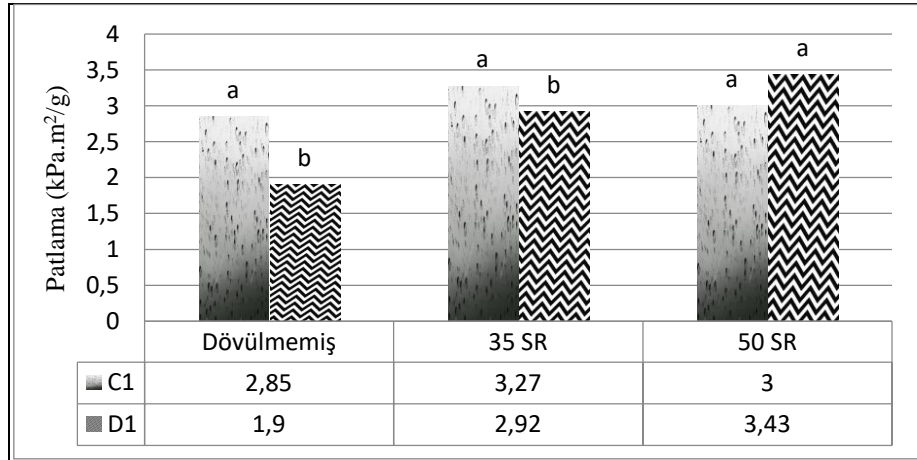 4
3,5
3
2,5
2
1,5
1
0,5
0
Patlama (kPa.m²/g)
a
b
a
b
a
a
Dövülmemiş 35 SR 50 SR
C1 2,85 3,27 3
D1 1,9 2,92 3,43